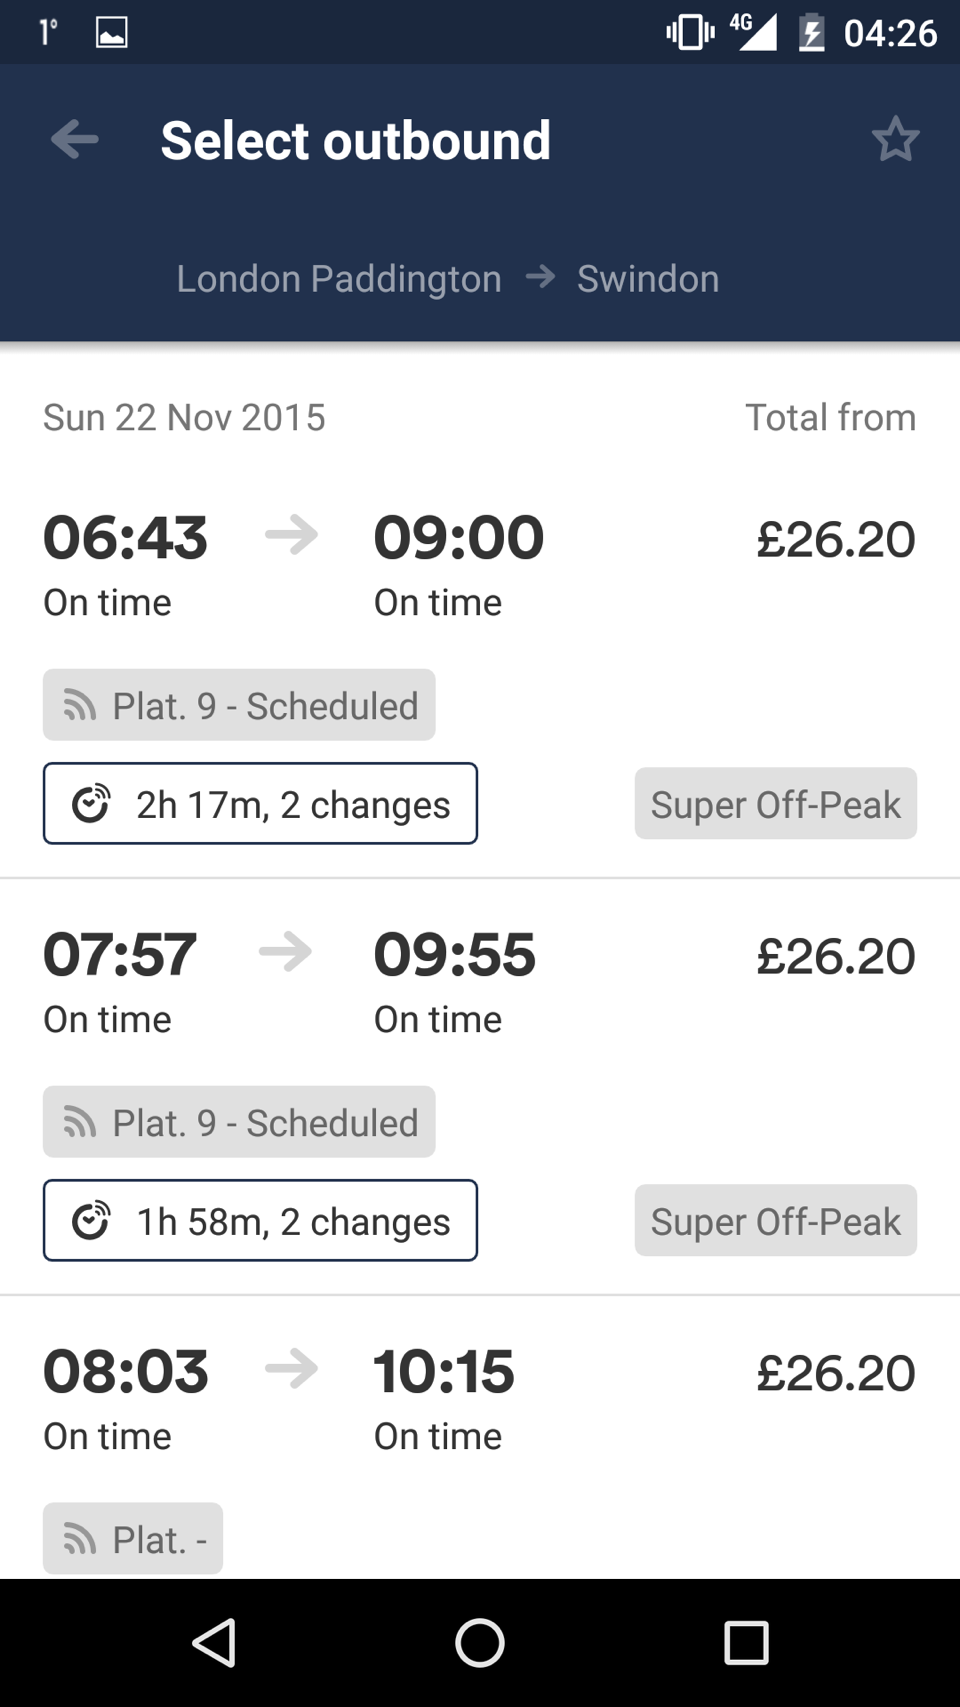 1° 4G 04:26
Select outbound
London Paddington → Swindon
Sun 22 Nov 2015 Total from
06:43 → 09:00 £26.20
On time On time
Plat. 9 - Scheduled
2h 17m, 2 changes Super Off-Peak
07:57 → 09:55 £26.20
On time On time
Plat. 9 - Scheduled
1h 58m, 2 changes Super Off-Peak
08:03 → 10:15 £26.20
On time On time
Plat. -